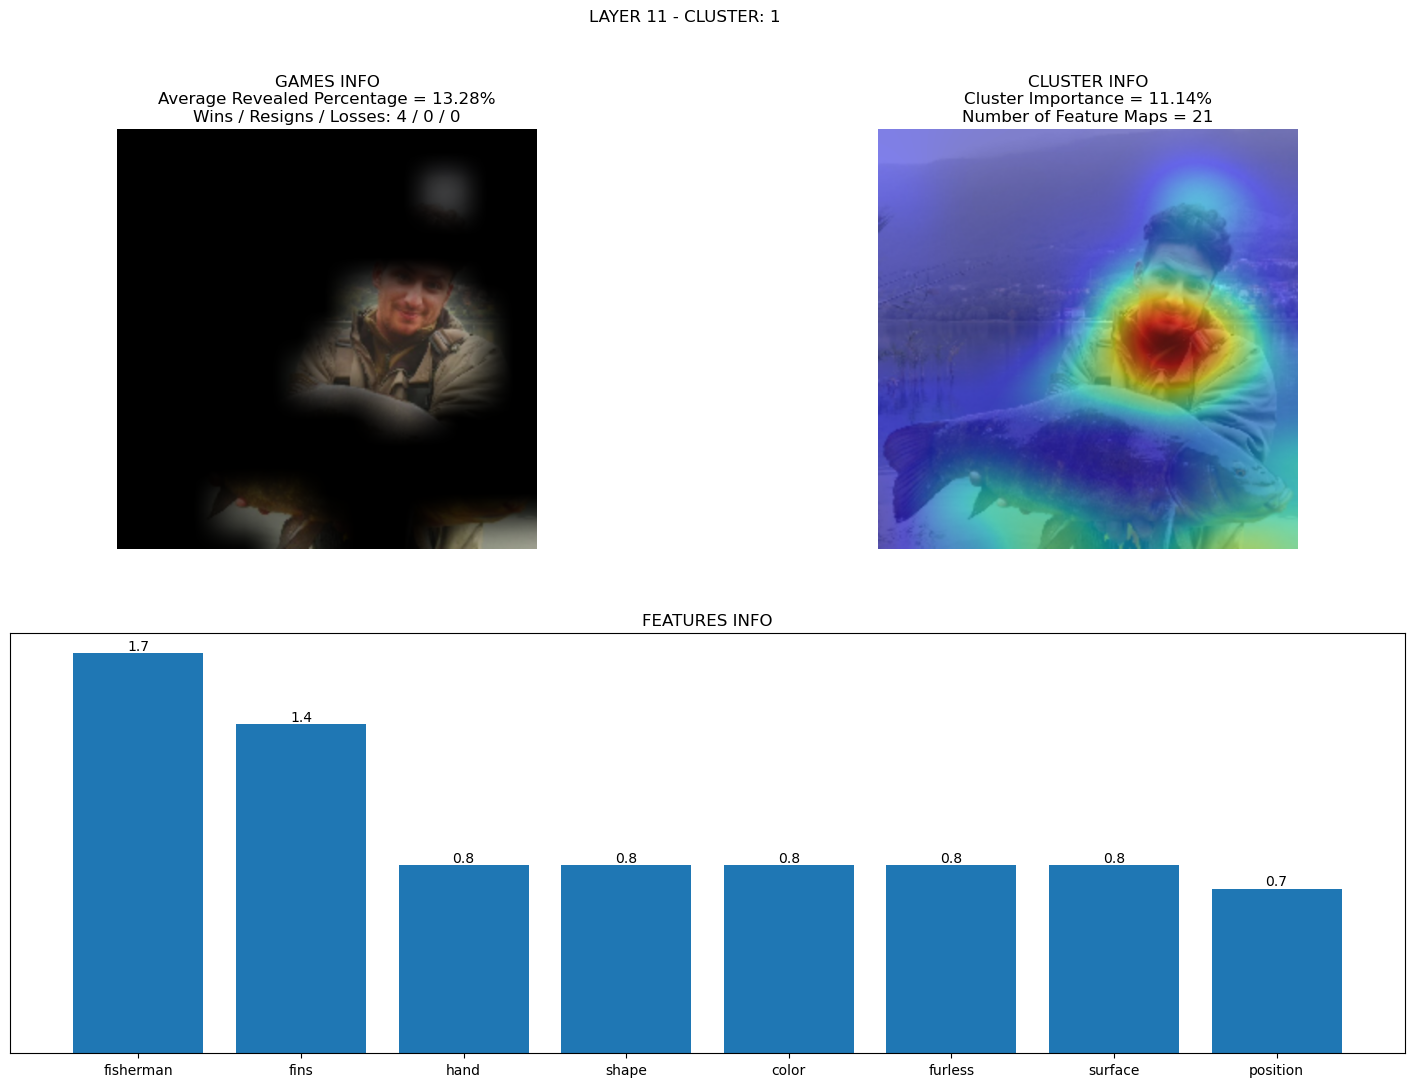 LAYER 11 - CLUSTER: 1
GAMES INFO
Average Revealed Percentage = 13.28%
Wins / Resigns / Losses: 4 / 0 / 0
CLUSTER INFO
Cluster Importance = 11.14%
Number of Feature Maps = 21
FEATURES INFO
1.7
1.4
0.8
0.8
0.8
0.8
0.8
0.7
fisherman
fins
hand
shape
color
furless
surface
position